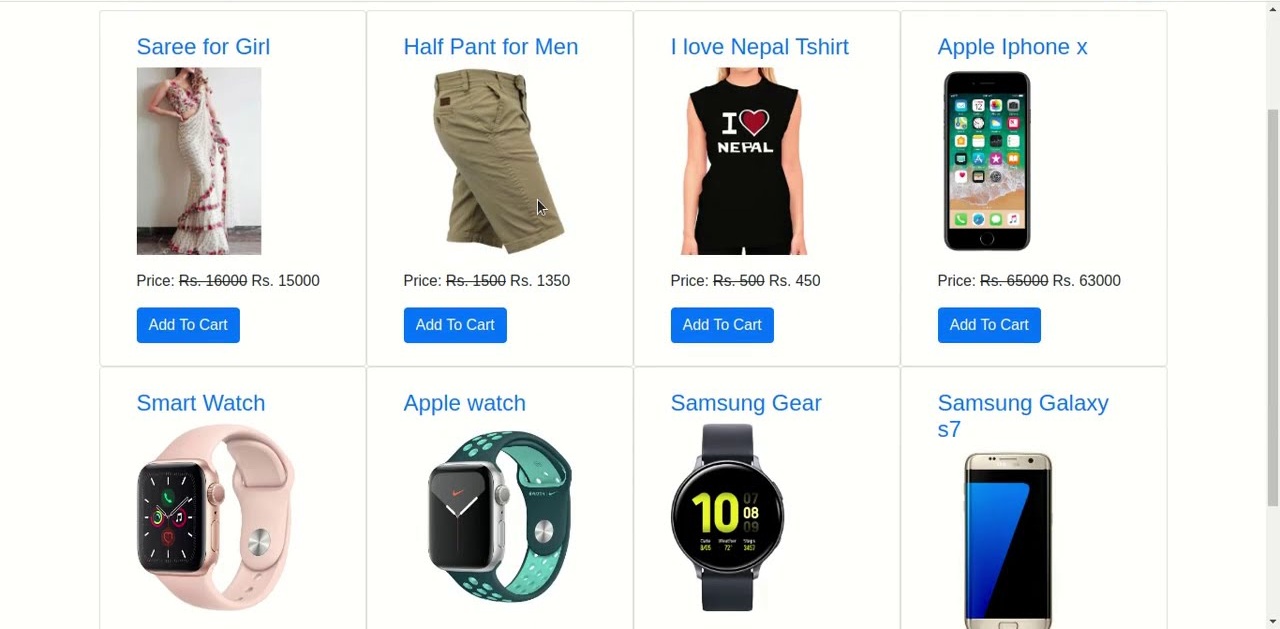 Saree for Girl
Half Pant for Men
I love Nepal Tshirt
Apple Iphone x
I
NEPAL
Price: Rs. 16000 Rs. 15000
Price: Rs. 1500 Rs. 1350
Price: Rs. 500 Rs. 450
Price: Rs. 65000 Rs. 63000
Add To Cart
Add To Cart
Add To Cart
Add To Cart
Smart Watch
Apple watch
Samsung Gear
Samsung Galaxy
s7
10
07
08
09